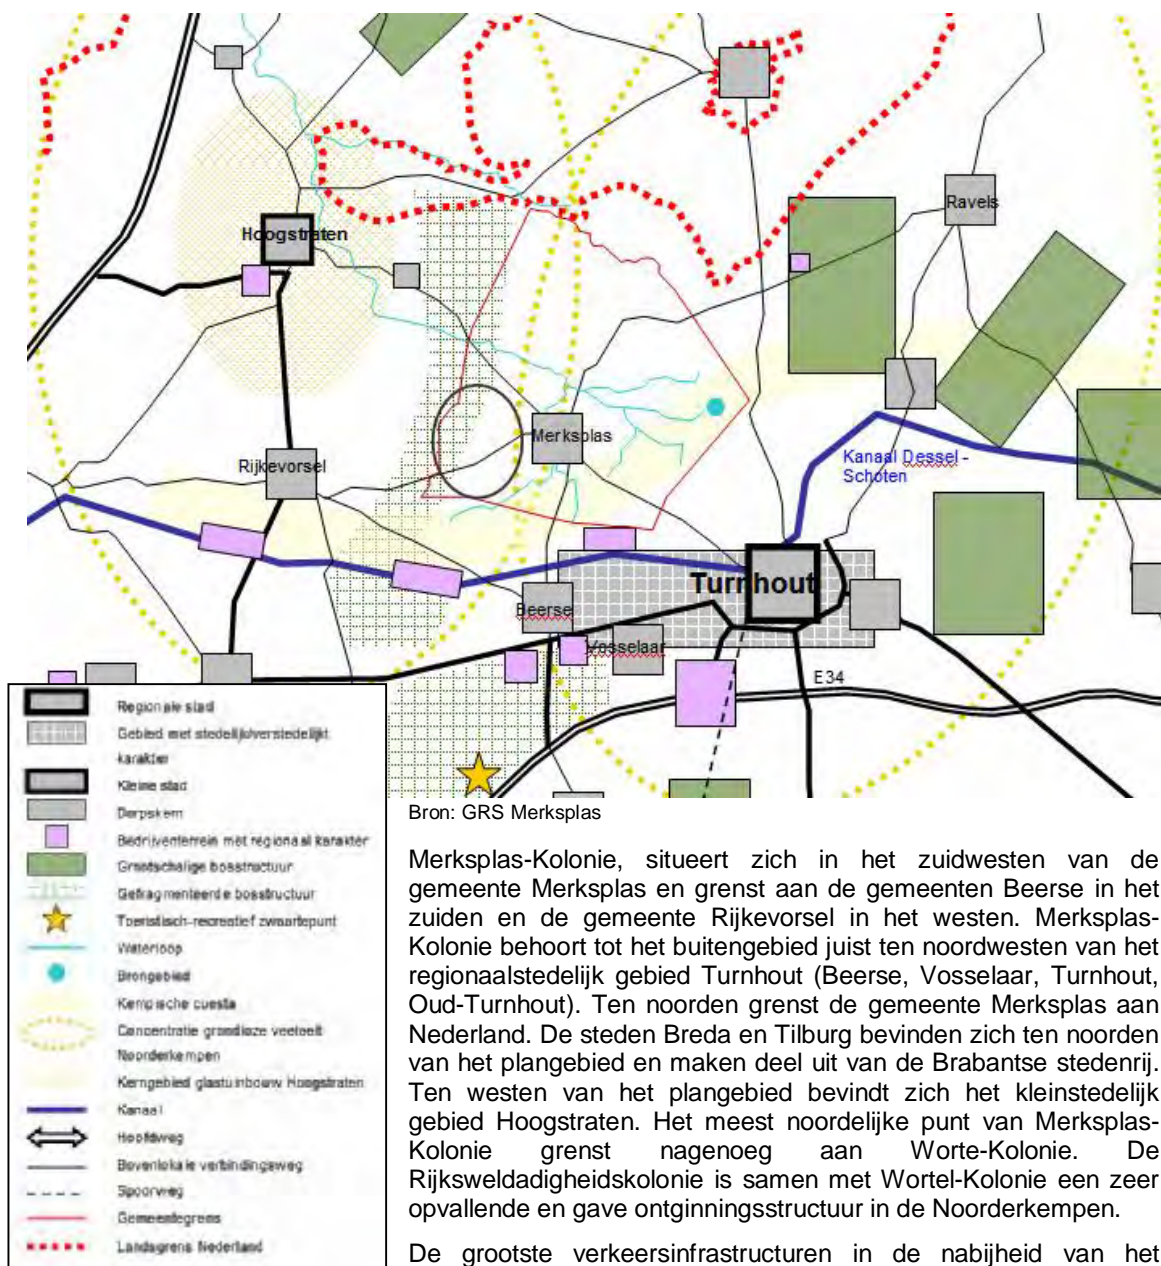 Hoogstraten
Ravels
Merksplas
Rijkevorsel
Kanaal Dessel -
Schoten
Turnhout
Beerse
Vosselaar
E34
Regionale stad
Gebied met stedelijk/verstedelijkt
karakter
Kleine stad
Dorpskern
Bedrijventerrein met regionaal karakter
Grootschalige bosstructuur
Gefragmenteerde bosstructuur
Toeristisch-recreatief zwaartepunt
Waterloop
Brongebied
Kempische cuesta
Concentratie grondloze veeteelt
Noorderkempen
Kerngebied glastuinbouw Hoogstraten
Kanaal
Hoofdweg
Bovenlokale verbindingsweg
Spoorweg
Gemeentegrens
Landsgrens Nederland
Bron: GRS Merksplas
Merksplas-Kolonie, situeert zich in het zuidwesten van de
gemeente Merksplas en grenst aan de gemeenten Beerse in het
zuiden en de gemeente Rijkevorsel in het westen. Merksplas-
Kolonie behoort tot het buitengebied juist ten noordwesten van het
regionaalstedelijk gebied Turnhout (Beerse, Vosselaar, Turnhout,
Oud-Turnhout). Ten noorden grenst de gemeente Merksplas aan
Nederland. De steden Breda en Tilburg bevinden zich ten noorden
van het plangebied en maken deel uit van de Brabantse stedenrij.
Ten westen van het plangebied bevindt zich het kleinstedelijk
gebied Hoogstraten. Het meest noordelijke punt van Merksplas-
Kolonie grenst nagenoeg aan Worte-Kolonie. De
Rijksweldadigheidskolonie is samen met Wortel-Kolonie een zeer
opvallende en gave ontginningsstructuur in de Noorderkempen.
De grootste verkeersinfrastructuren in de nabijheid van het